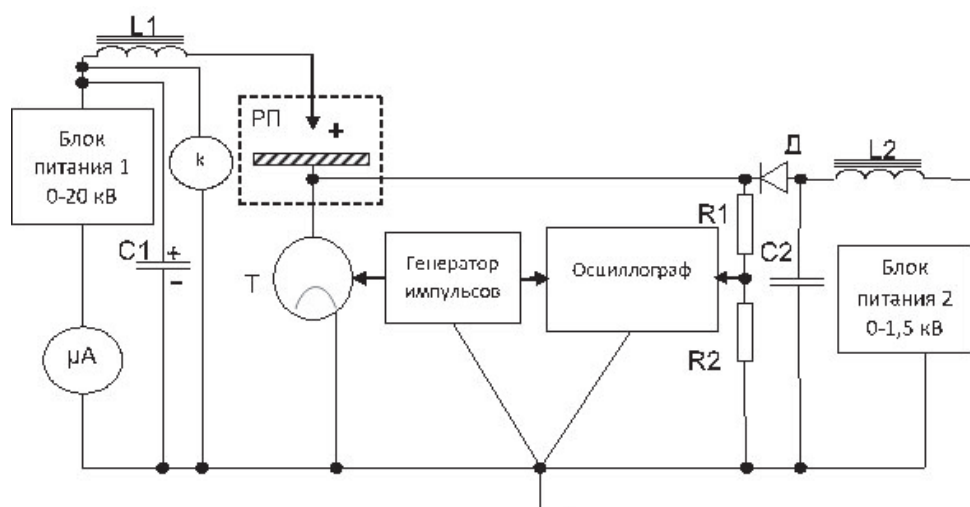 L1
РП
+
Блок
питания 1
0-20 кВ
k
Д
L2
R1
C1
+
-
T
Генератор
импульсов
Осциллограф
C2
Блок
питания 2
0-1,5 кВ
µA
R2